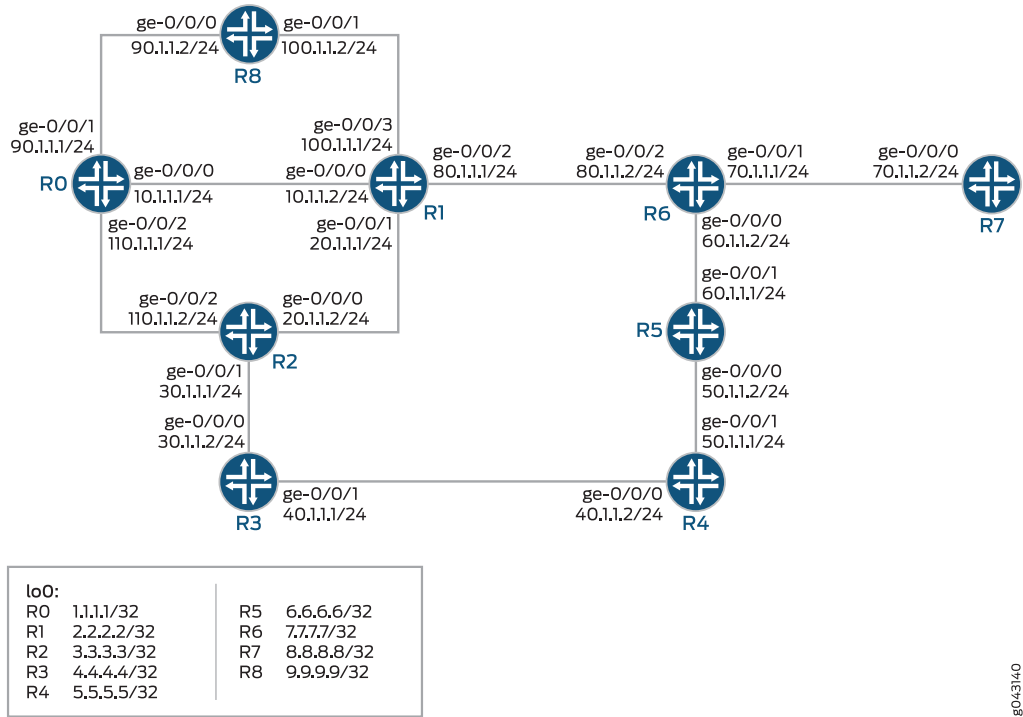 ge-0/0/0
90.1.1.2/24
ge-0/0/1
100.1.1.2/24
R8
ge-0/0/1
90.1.1.1/24
ge-0/0/3
100.1.1.1/24
R0
ge-0/0/0
10.1.1.1/24
ge-0/0/0
10.1.1.2/24
R1
ge-0/0/2
80.1.1.1/24
ge-0/0/2
80.1.1.2/24
R6
ge-0/0/1
70.1.1.1/24
ge-0/0/0
70.1.1.2/24
R7
ge-0/0/2
110.1.1.1/24
ge-0/0/1
20.1.1.1/24
ge-0/0/0
60.1.1.2/24
ge-0/0/2
110.1.1.2/24
ge-0/0/0
20.1.1.2/24
R2
ge-0/0/1
60.1.1.1/24
R5
ge-0/0/1
30.1.1.1/24
ge-0/0/0
50.1.1.2/24
ge-0/0/0
30.1.1.2/24
ge-0/0/1
50.1.1.1/24
R3
ge-0/0/1
40.1.1.1/24
ge-0/0/0
40.1.1.2/24
R4
lo0:
R0 1.1.1.1/32
R1 2.2.2.2/32
R2 3.3.3.3/32
R3 4.4.4.4/32
R4 5.5.5.5/32
R5 6.6.6.6/32
R6 7.7.7.7/32
R7 8.8.8.8/32
R8 9.9.9.9/32
g043140